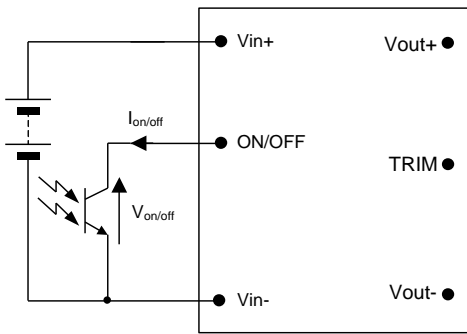 Vin+
Vout+
Ion/off
ON/OFF
TRIM
Von/off
Vin-
Vout-